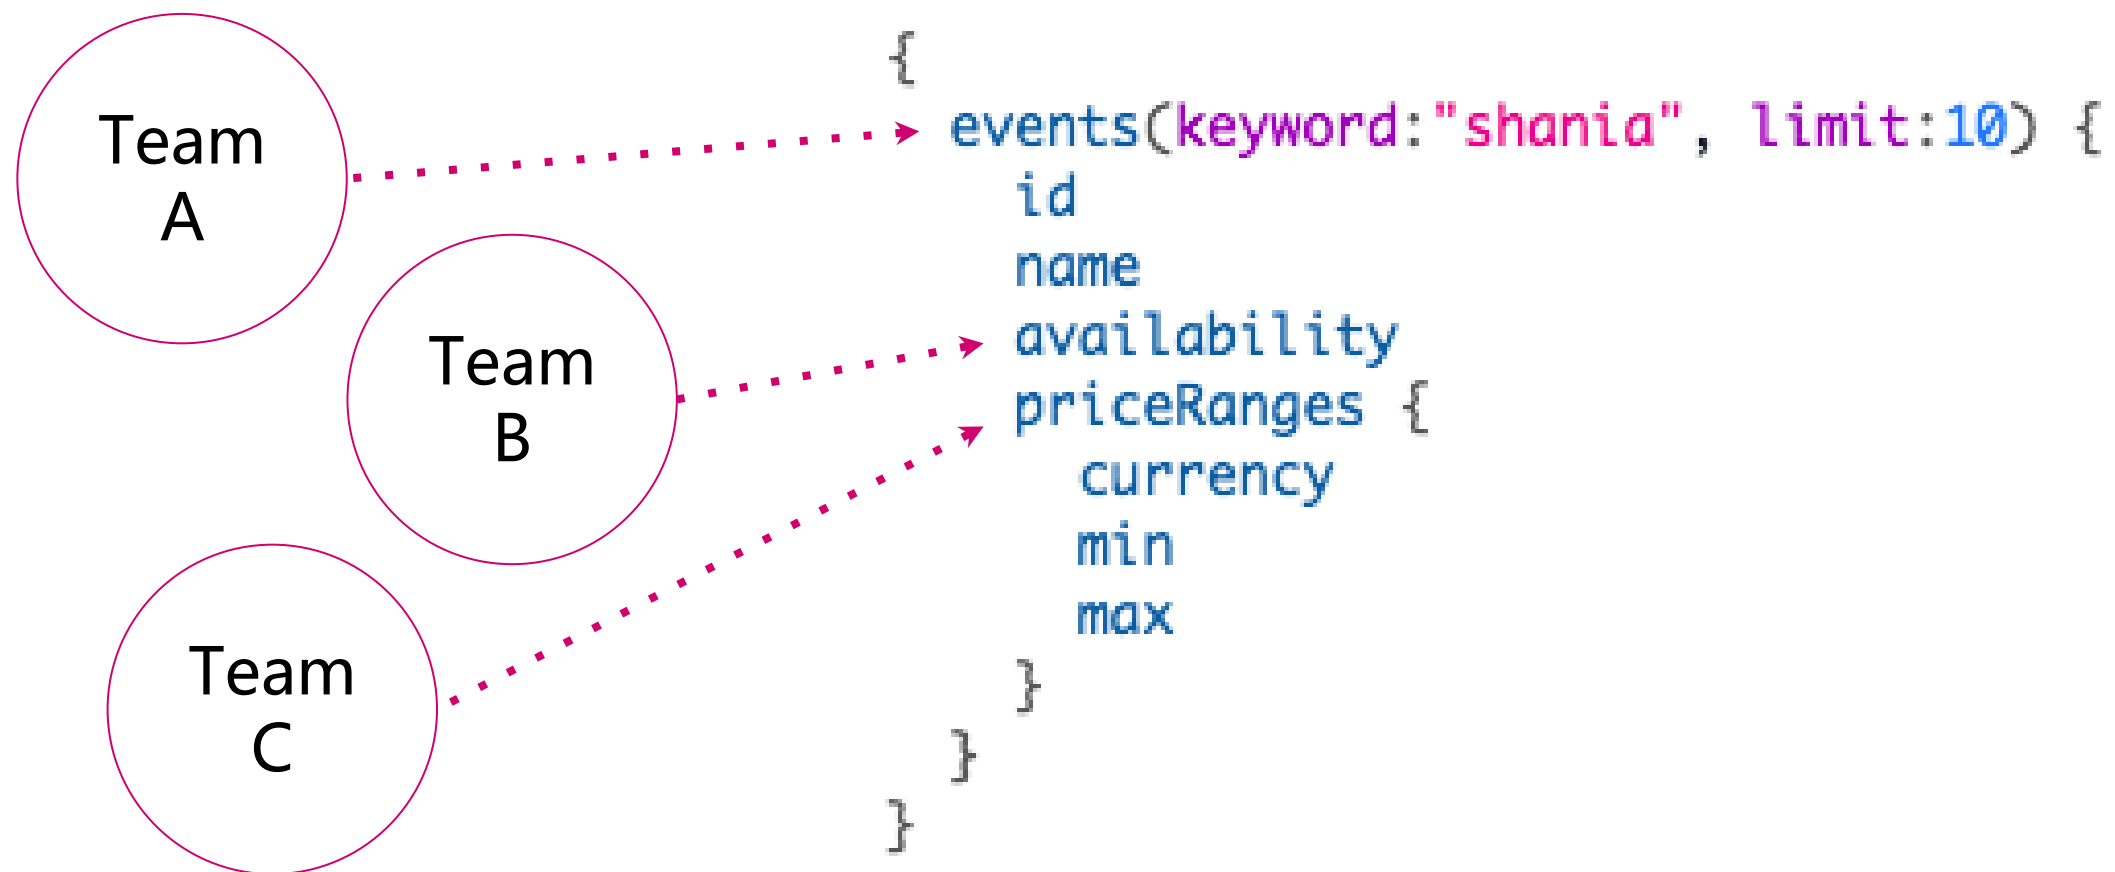 Team
A
Team
B
Team
C
{
events(keyword:"shania", limit:10) {
id
name
availability
priceRanges {
currency
min
max
}
}
}